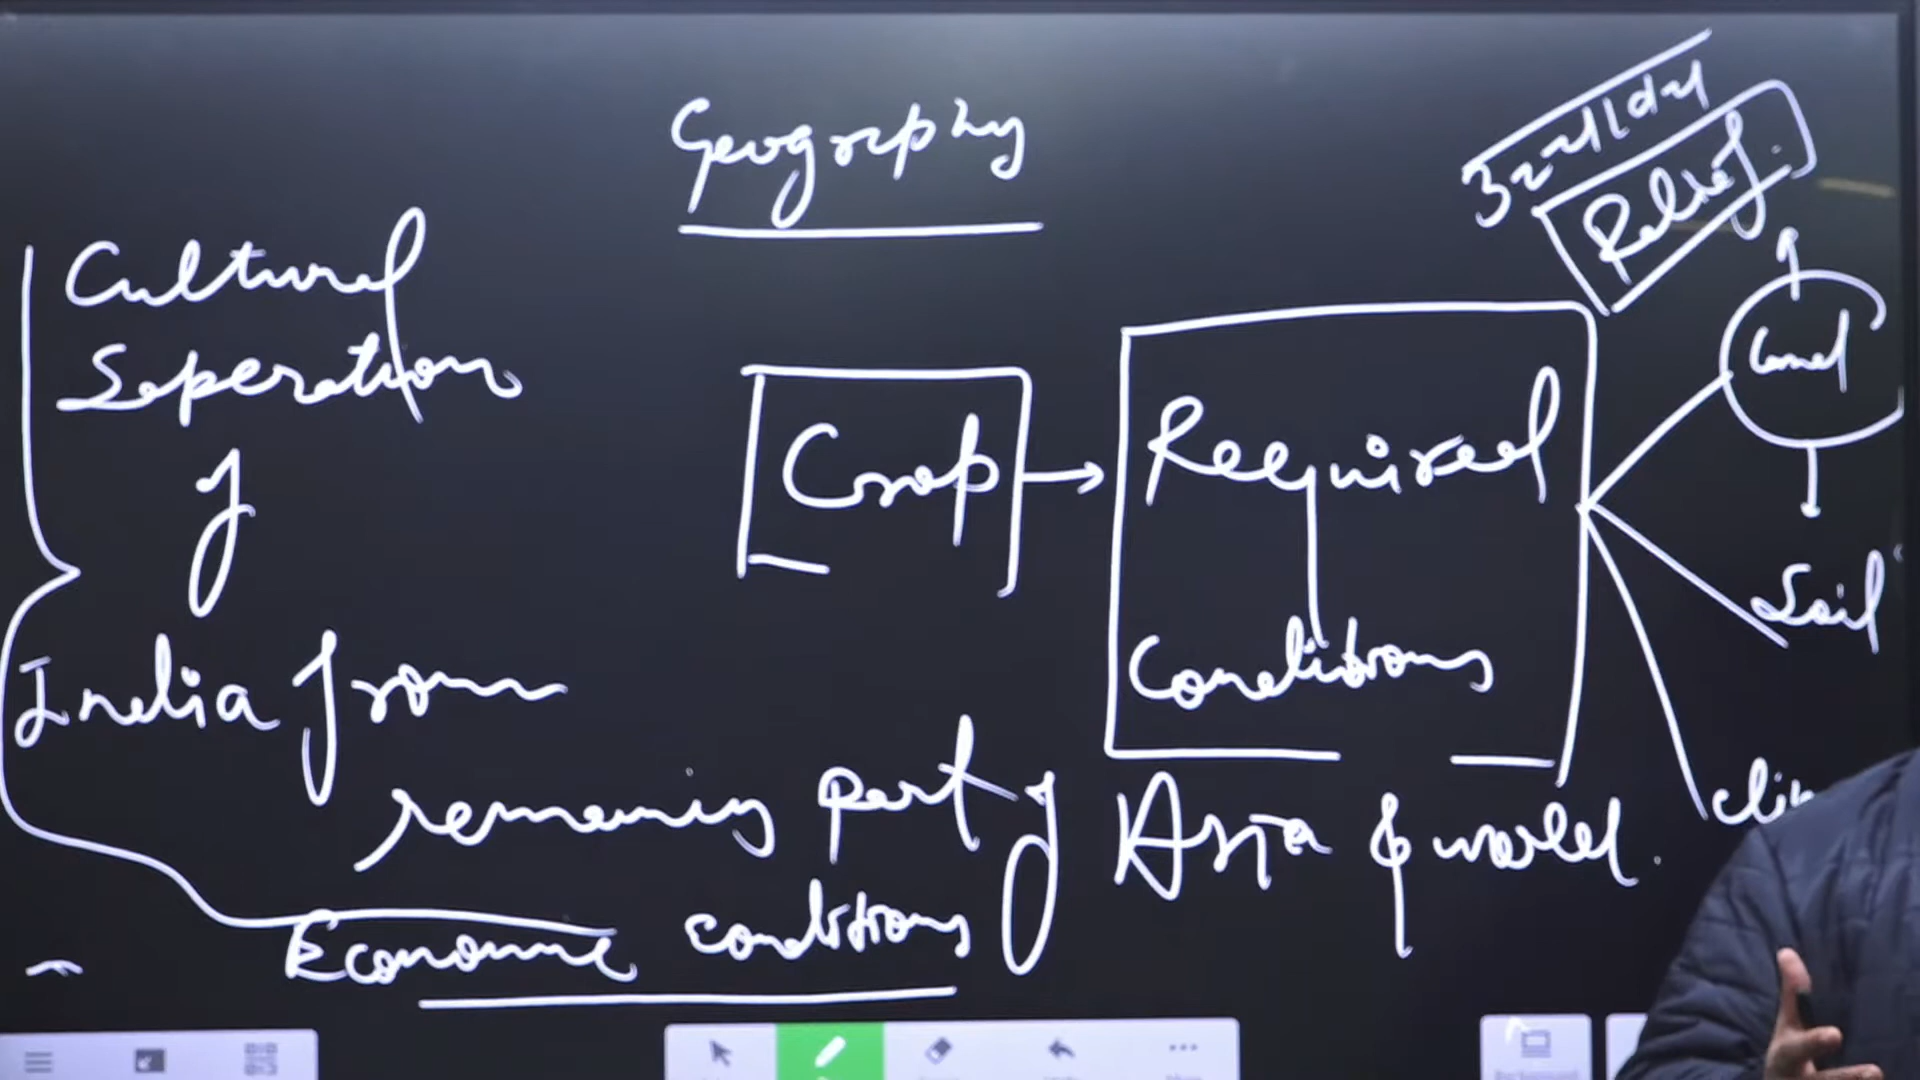 Geography
उच्चावच
Relief
Cultural
Seperation
of
India from
remaining part of
Asia & world.
Economic conditions
Crop
Required
Conditions
Land
Soil